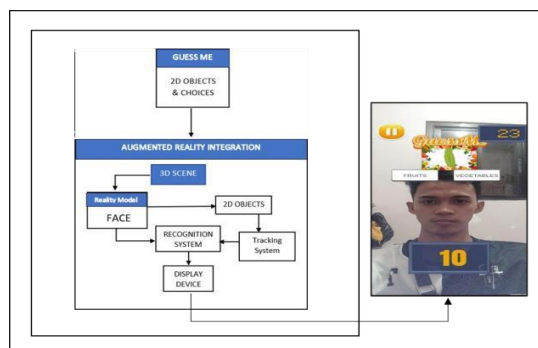 GUESS ME
2D OBJECTS
& CHOICES
AUGMENTED REALITY INTEGRATION
3D SCENE
Reality Model
FACE
2D OBJECTS
RECOGNITION
SYSTEM
Tracking
System
DISPLAY
DEVICE
23
FRUITS
VEGETABLES
10